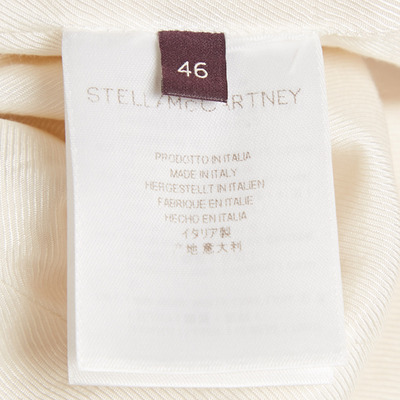 46
STELLA McCARTNEY
PRODOTTO IN ITALIA
MADE IN ITALY
HERGESTELLT IN ITALIEN
FABRIQUE EN ITALIE
HECHO EN ITALIA
イタリア製
产地意大利